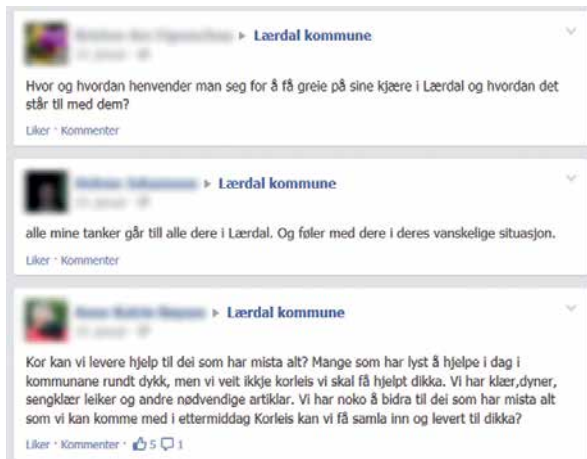 Lærdal kommune
Hvor og hvordan henvender man seg for å få greie på sine kjære i Lærdal og hvordan det
står til med dem?
Liker · Kommenter
Lærdal kommune
alle mine tanker går till alle dere i Lærdal. Og føler med dere i deres vanskelige situasjon.
Liker · Kommenter
Lærdal kommune
Kor kan vi levere hjelp til dei som har mista alt? Mange som har lyst å hjelpe i dag i
kommunane rundt dykk, men vi veit ikkje korleis vi skal få hjelpt dikka. Vi har klær,dyner,
sengklær leiker og andre nødvendige artiklar. Vi har noko å bidra til dei som har mista alt
som vi kan komme med i ettermiddag Korleis kan vi få samla inn og levert til dikka?
Liker · Kommenter · 5 1